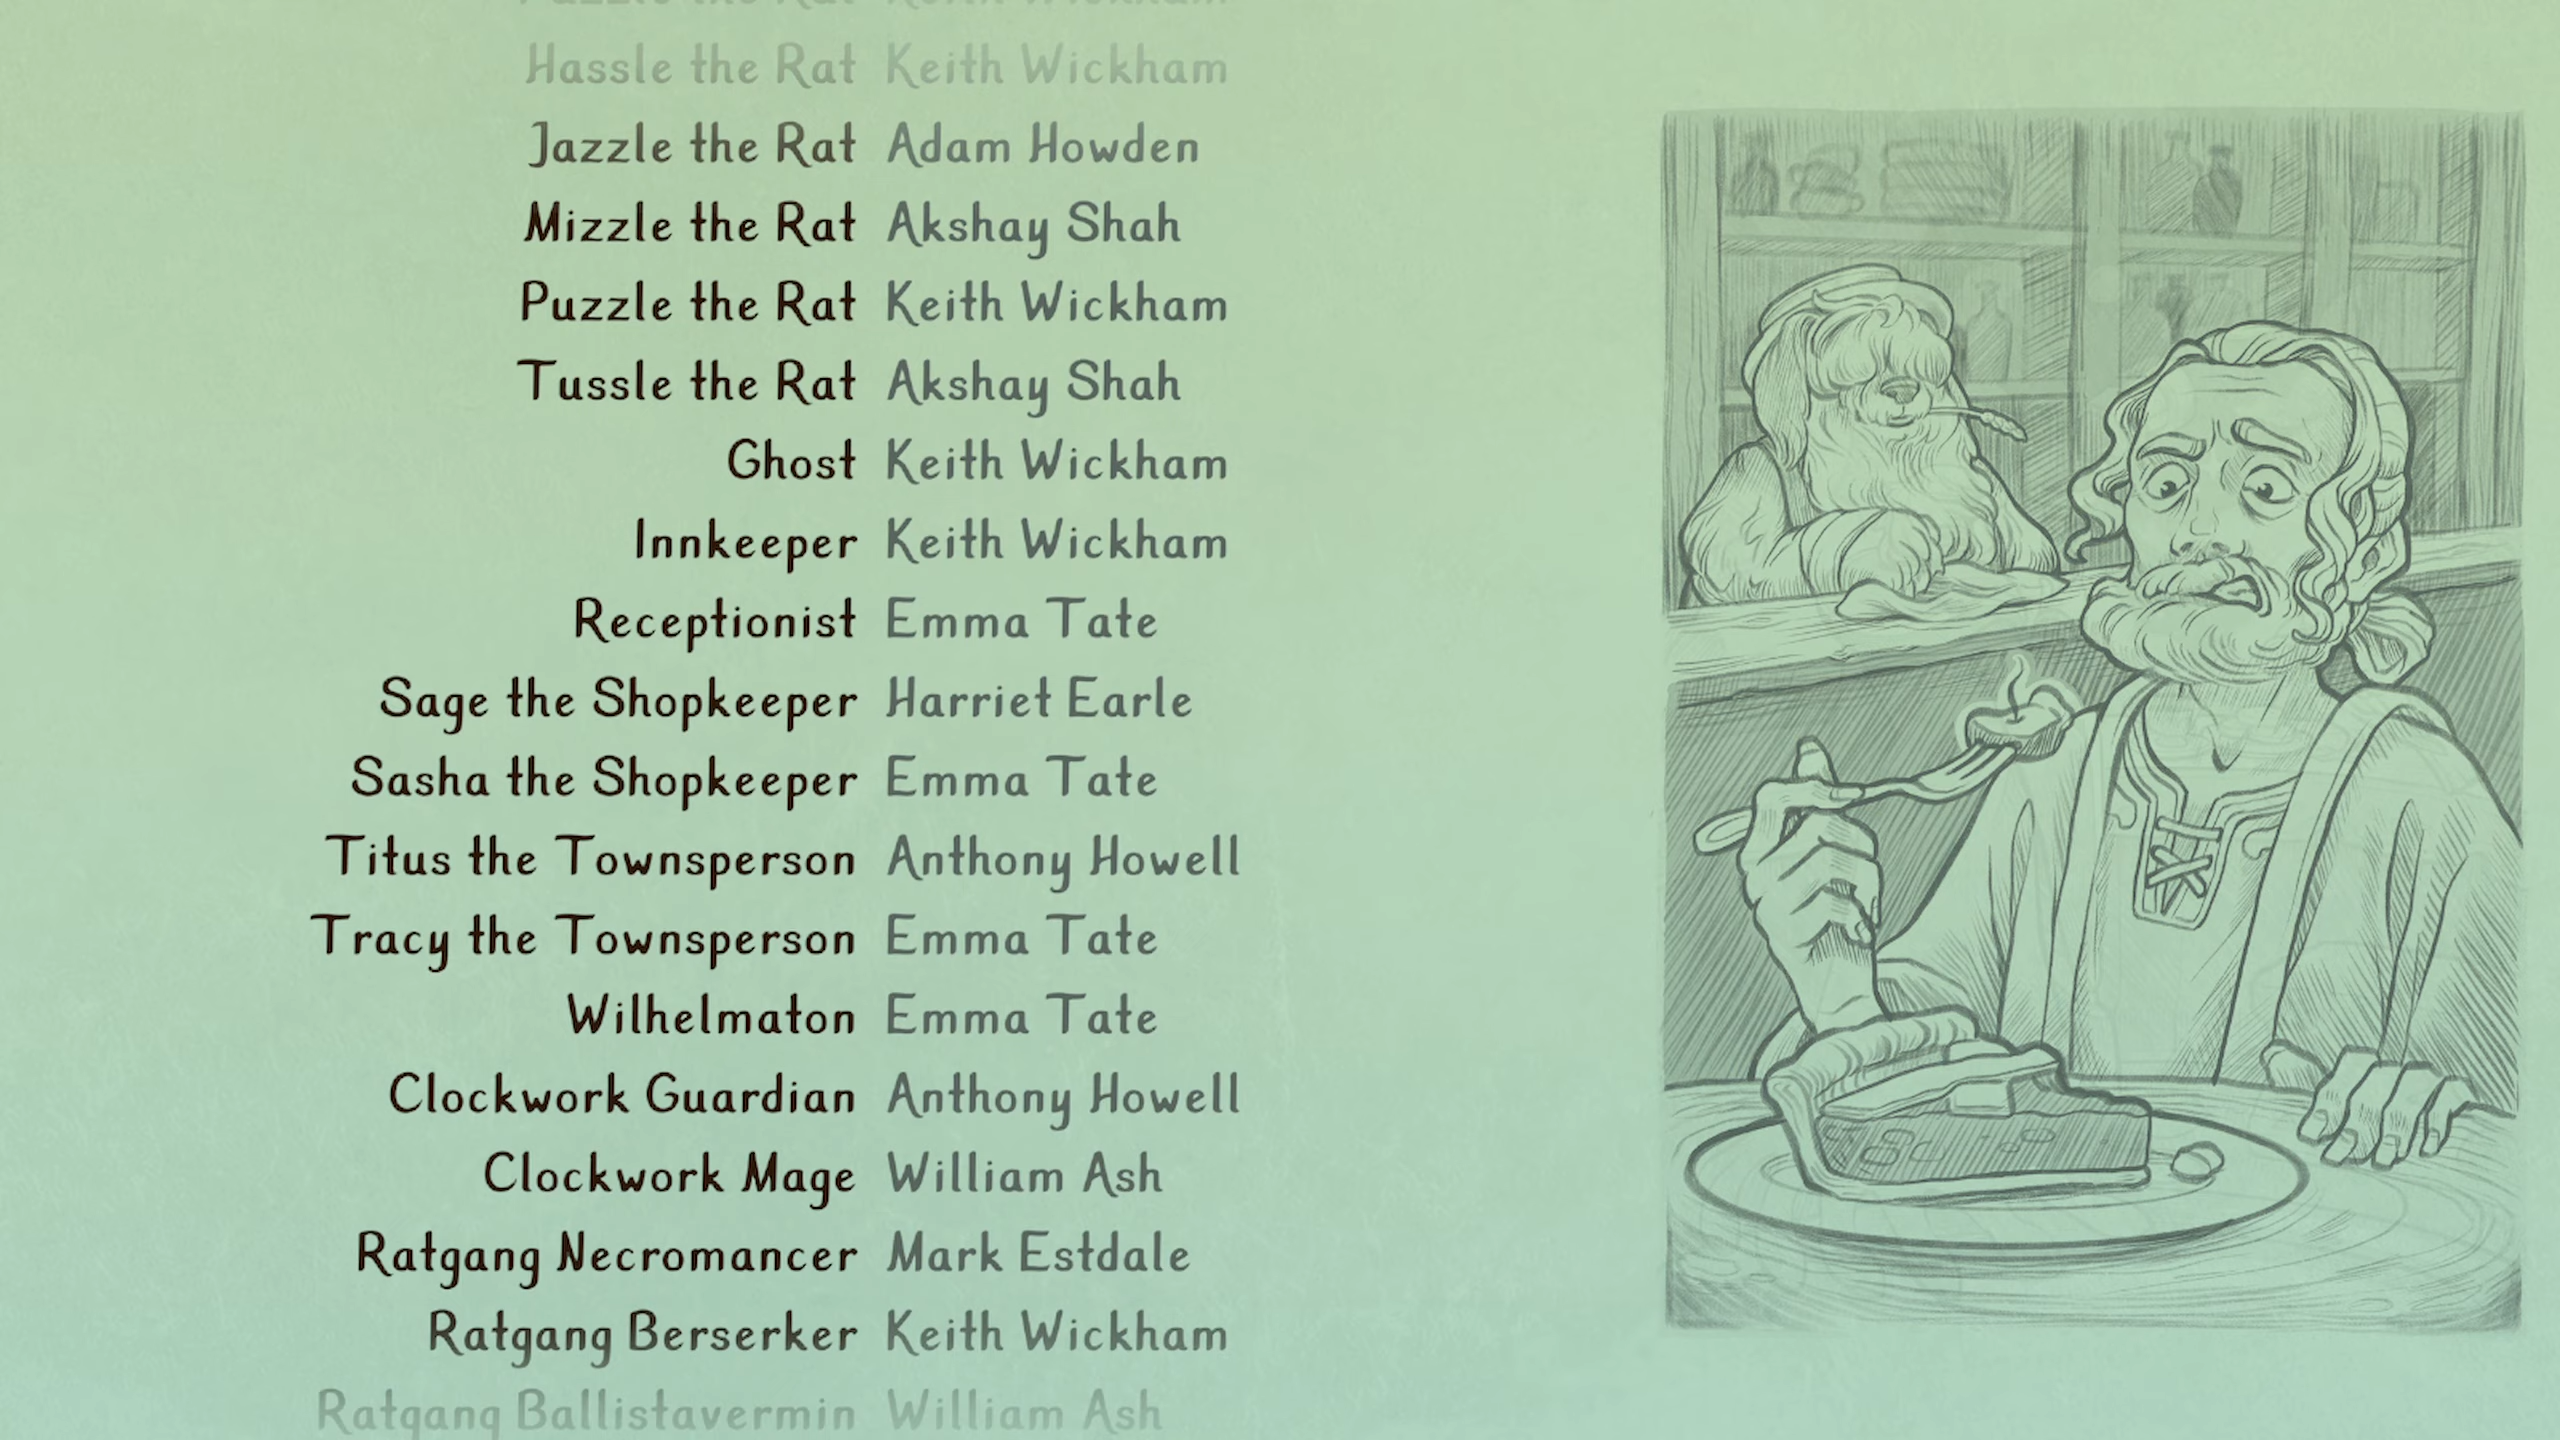 Hassle the Rat Keith Wickham
Jazzle the Rat Adam Howden
Mizzle the Rat Akshay Shah
Puzzle the Rat Keith Wickham
Tussle the Rat Akshay Shah
Ghost Keith Wickham
Innkeeper Keith Wickham
Receptionist Emma Tate
Sage the Shopkeeper Harriet Earle
Sasha the Shopkeeper Emma Tate
Titus the Townsperson Anthony Howell
Tracy the Townsperson Emma Tate
Wilhelmaton Emma Tate
Clockwork Guardian Anthony Howell
Clockwork Mage William Ash
Ratgang Necromancer Mark Estdale
Ratgang Berserker Keith Wickham
Ratgang Ballistavermin William Ash